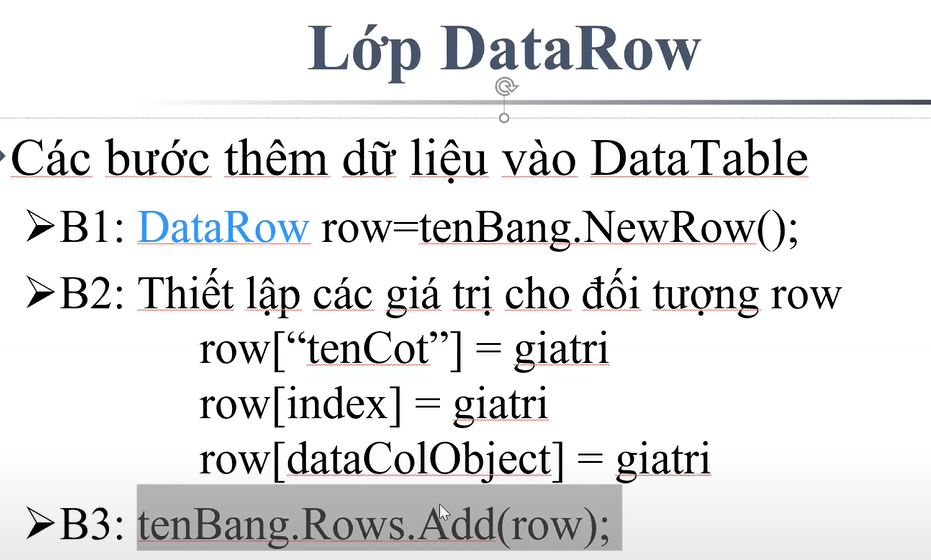 Lớp DataRow
Các bước thêm dữ liệu vào DataTable
B1: DataRow row=tenBang.NewRow();
B2: Thiết lập các giá trị cho đối tượng row
row[“tenCot”] = giatri
row[index] = giatri
row[dataColObject] = giatri
B3: tenBang.Rows.Add(row);